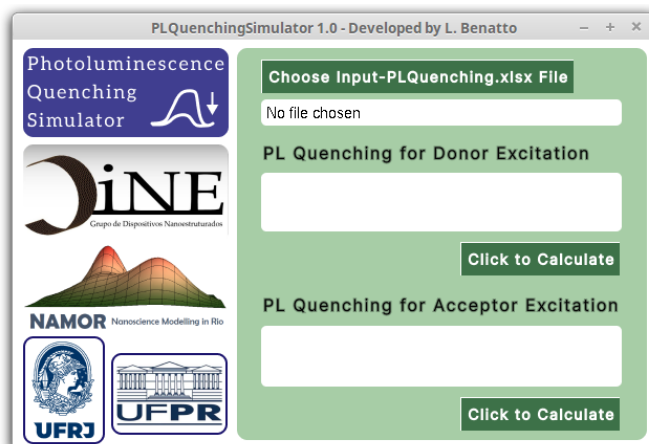 PLQuenchingSimulator 1.0 - Developed by L. Benatto
Photoluminescence
Quenching
Simulator
DiNE
Grupo de Dispositivos Nanoestruturados
NAMOR Nanoscience Modelling in Rio
UFRJ
UFPR
Choose Input-PLQuenching.xlsx File
No file chosen
PL Quenching for Donor Excitation
Click to Calculate
PL Quenching for Acceptor Excitation
Click to Calculate